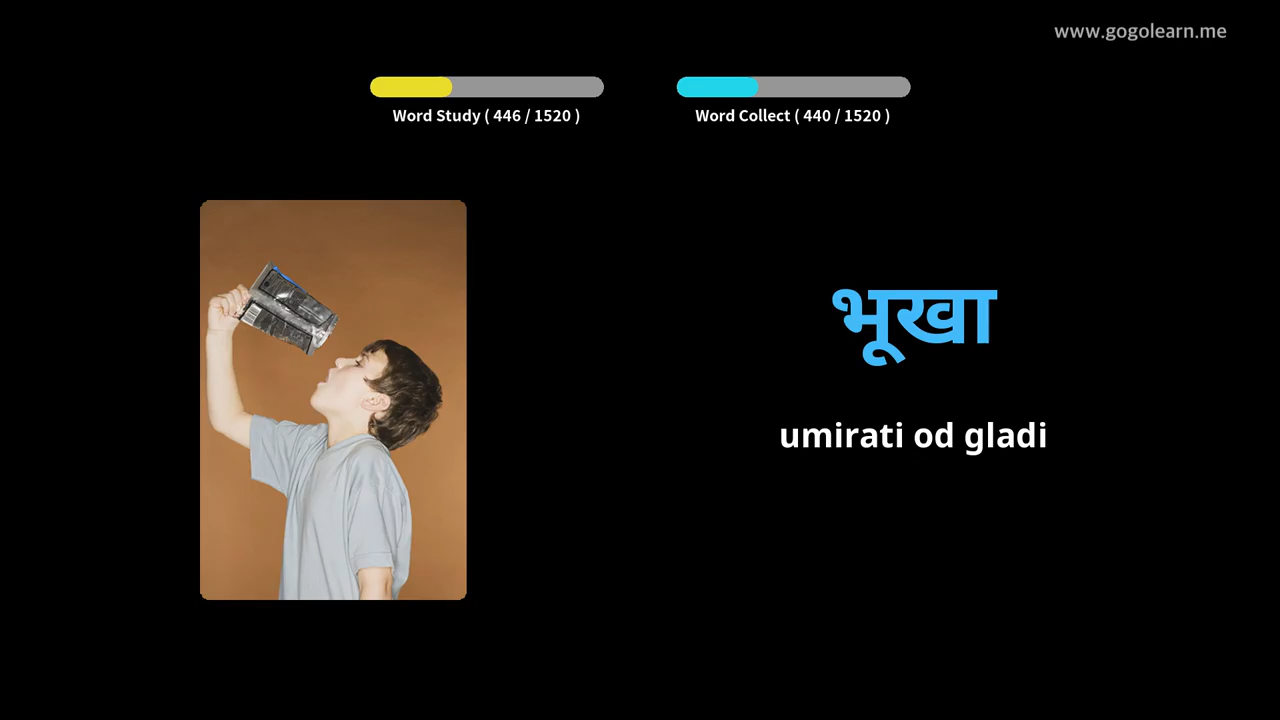 www.gogolearn.me
Word Study ( 446 / 1520 )
Word Collect ( 440 / 1520 )
भूखा
umirati od gladi